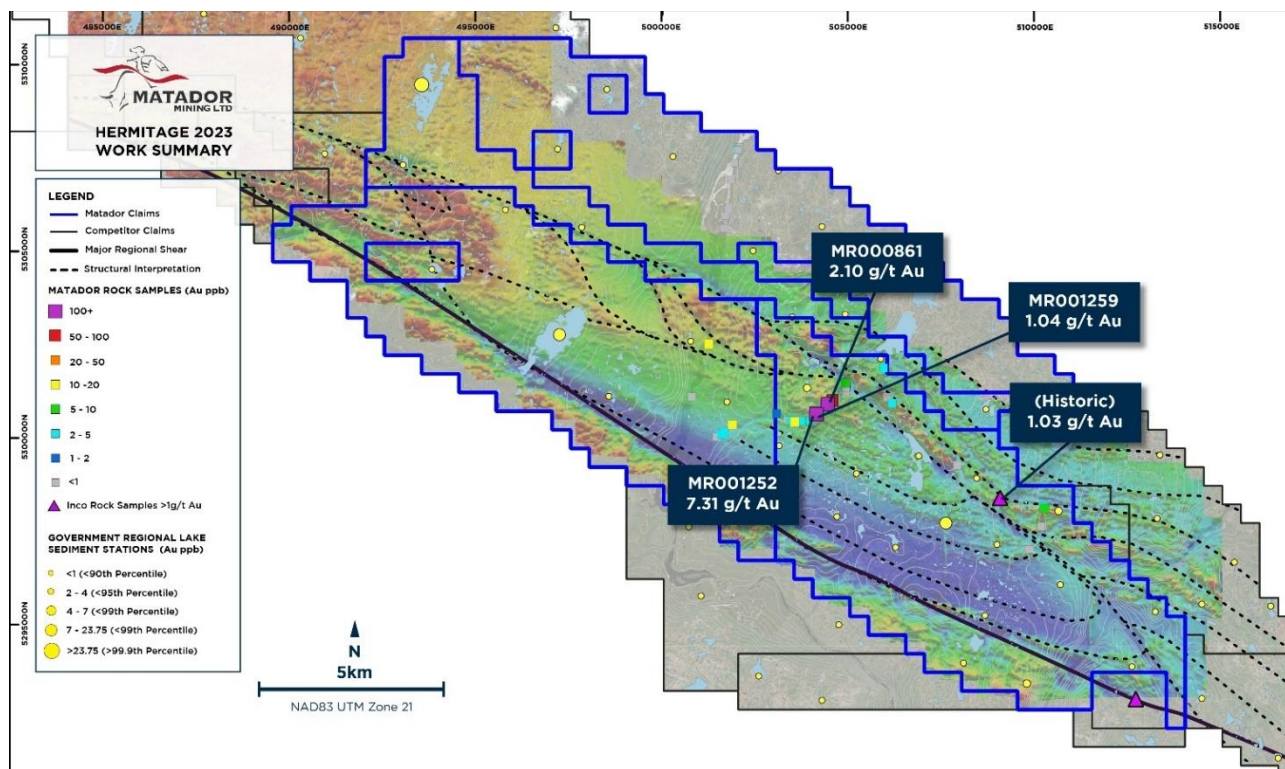 485000E 490000E 495000E 500000E 505000E 510000E 515000E
5310000N
5305000N
5300000N
5295000N
MATADOR
MINING LTD
HERMITAGE 2023
WORK SUMMARY
LEGEND
Matador Claims
Competitor Claims
Major Regional Shear
Structural Interpretation
MATADOR ROCK SAMPLES (Au ppb)
100+
50 - 100
20 - 50
10 -20
5 - 10
2 - 5
1 - 2
<1
Inco Rock Samples >1g/t Au
GOVERNMENT REGIONAL LAKE
SEDIMENT STATIONS (Au ppb)
<1 (<90th Percentile)
2 - 4 (<95th Percentile)
4 - 7 (<99th Percentile)
7 - 23.75 (<99th Percentile)
>23.75 (>99.9th Percentile)
N
5km
NAD83 UTM Zone 21
MR000861
2.10 g/t Au
MR001259
1.04 g/t Au
(Historic)
1.03 g/t Au
MR001252
7.31 g/t Au